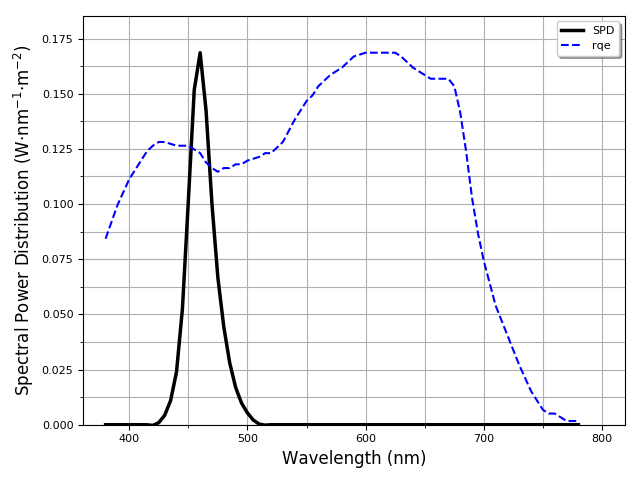 SPD
rqe
Spectral Power Distribution (W·nm⁻¹·m⁻²)
0.175
0.150
0.125
0.100
0.075
0.050
0.025
0.000
400 500 600 700 800
Wavelength (nm)